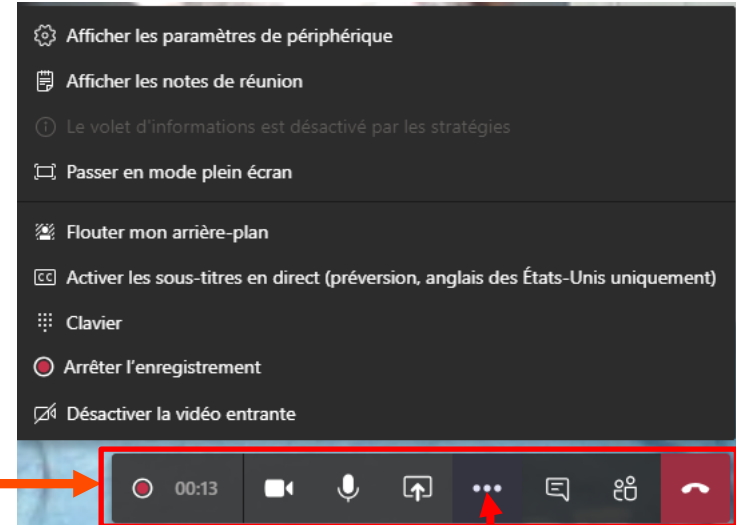 Afficher les paramètres de périphérique
Afficher les notes de réunion
Le volet d'informations est désactivé par les stratégies
Passer en mode plein écran
Flouter mon arrière-plan
CC Activer les sous-titres en direct (préversion, anglais des États-Unis uniquement)
Clavier
Arrêter l'enregistrement
Désactiver la vidéo entrante
00:13